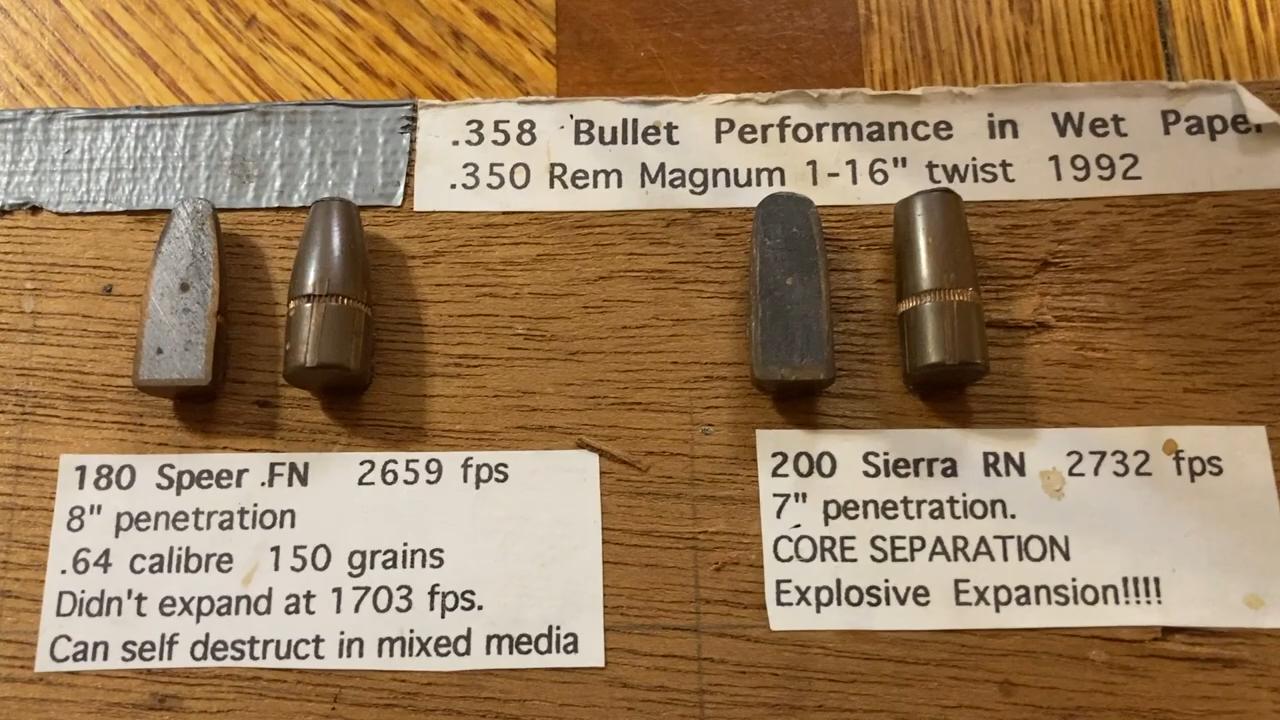 .358 Bullet Performance in Wet Paper
.350 Rem Magnum 1-16" twist 1992
180 Speer .FN 2659 fps
8" penetration
.64 calibre 150 grains
Didn't expand at 1703 fps.
Can self destruct in mixed media
200 Sierra RN 2732 fps
7" penetration.
CORE SEPARATION
Explosive Expansion!!!!